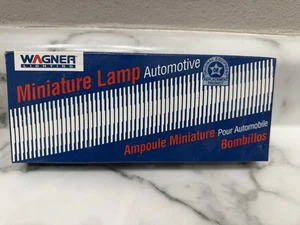 WAGNER
LIGHTING
Miniature Lamp Automotive
Ampoule Miniature Pour Automobile
Bombillos